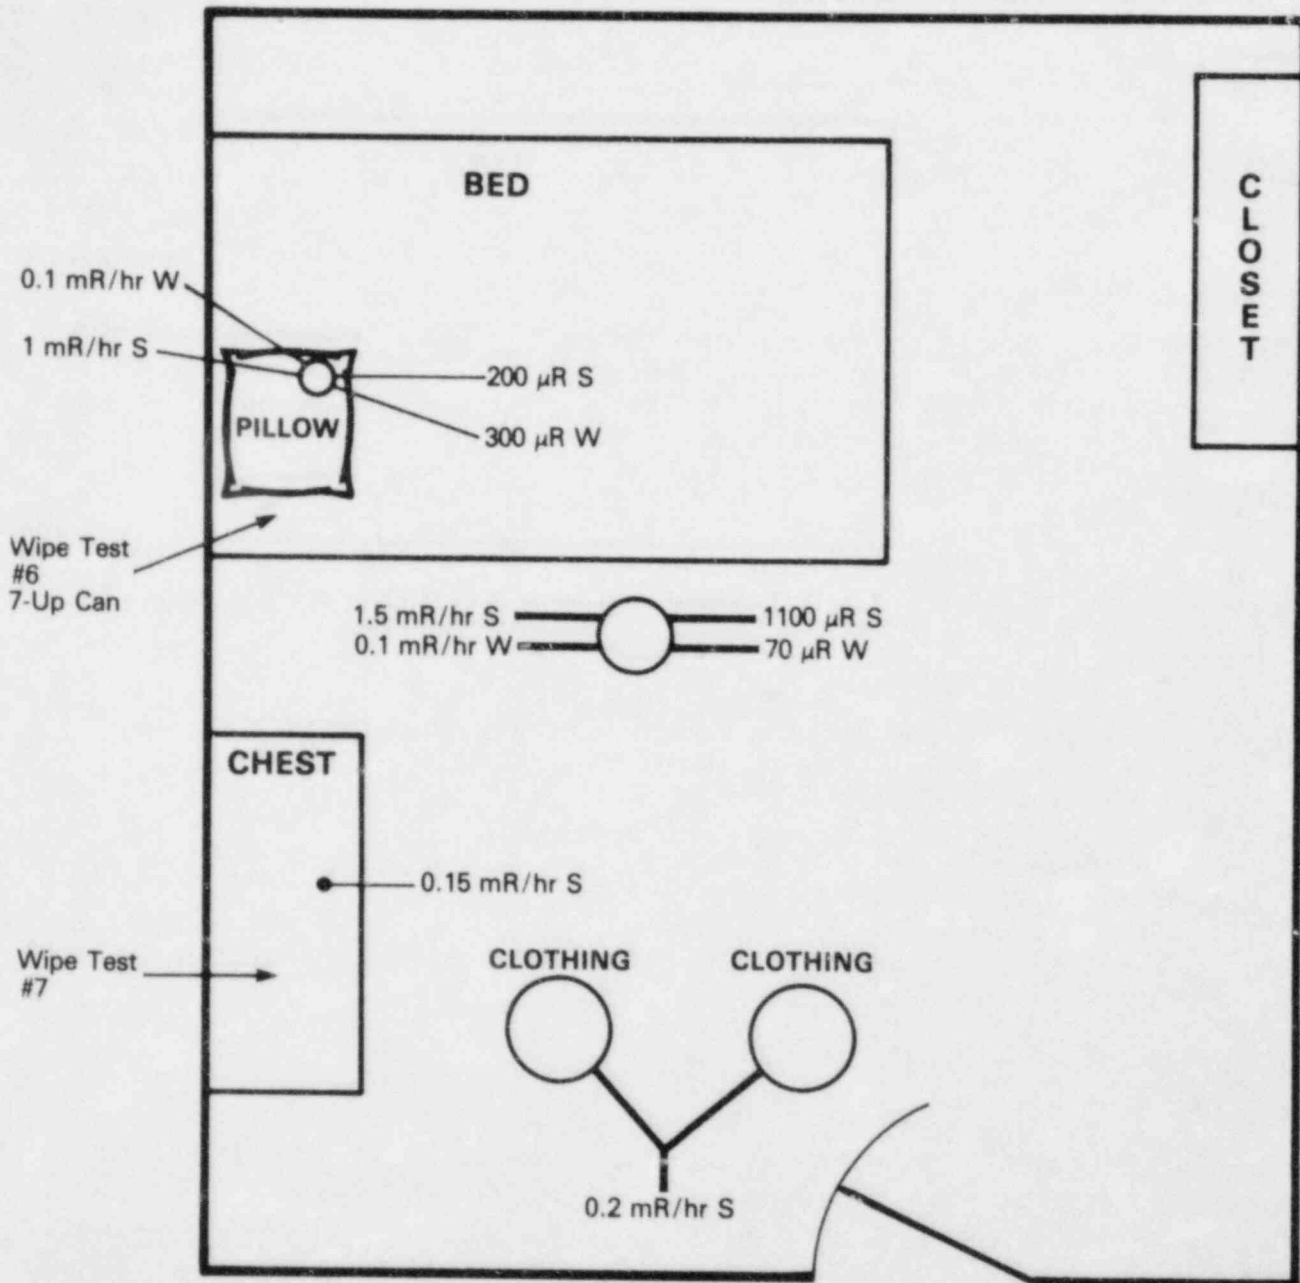 BED
CLOSET
0.1 mR/hr W
1 mR/hr S
200 μR S
PILLOW
300 μR W
Wipe Test
#6
7-Up Can
1.5 mR/hr S
1100 μR S
0.1 mR/hr W
70 μR W
CHEST
0.15 mR/hr S
Wipe Test
#7
CLOTHING
CLOTHING
0.2 mR/hr S